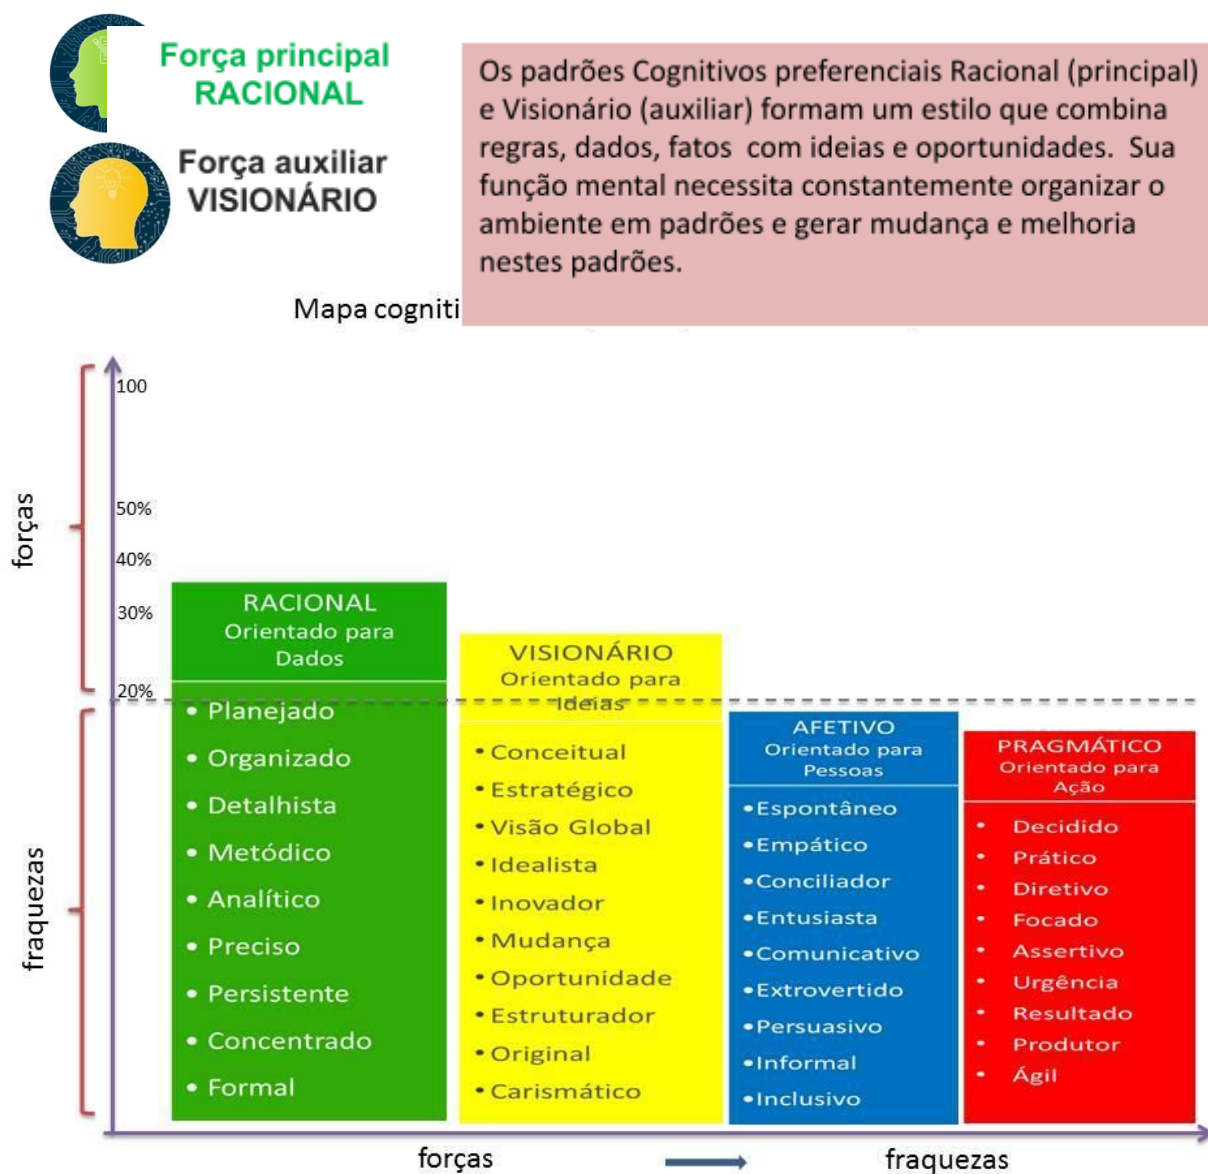 Força principal
RACIONAL
Força auxiliar
VISIONÁRIO
Os padrões Cognitivos preferenciais Racional (principal)
e Visionário (auxiliar) formam um estilo que combina
regras, dados, fatos com ideias e oportunidades. Sua
função mental necessita constantemente organizar o
ambiente em padrões e gerar mudança e melhoria
nestes padrões.
Mapa cogniti
forças
100
50%
40%
30%
20%
fraquezas
RACIONAL
Orientado para
Dados
• Planejado
• Organizado
• Detalhista
• Metódico
• Analítico
• Preciso
• Persistente
• Concentrado
• Formal
VISIONÁRIO
Orientado para
Ideias
• Conceitual
• Estratégico
• Visão Global
• Idealista
• Inovador
• Mudança
• Oportunidade
• Estruturador
• Original
• Carismático
AFETIVO
Orientado para
Pessoas
•Espontâneo
•Empático
•Conciliador
•Entusiasta
•Comunicativo
•Extrovertido
•Persuasivo
•Informal
•Inclusivo
PRAGMÁTICO
Orientado para
Ação
• Decidido
• Prático
• Diretivo
• Focado
• Assertivo
• Urgência
• Resultado
• Produtor
• Ágil
forças
fraquezas